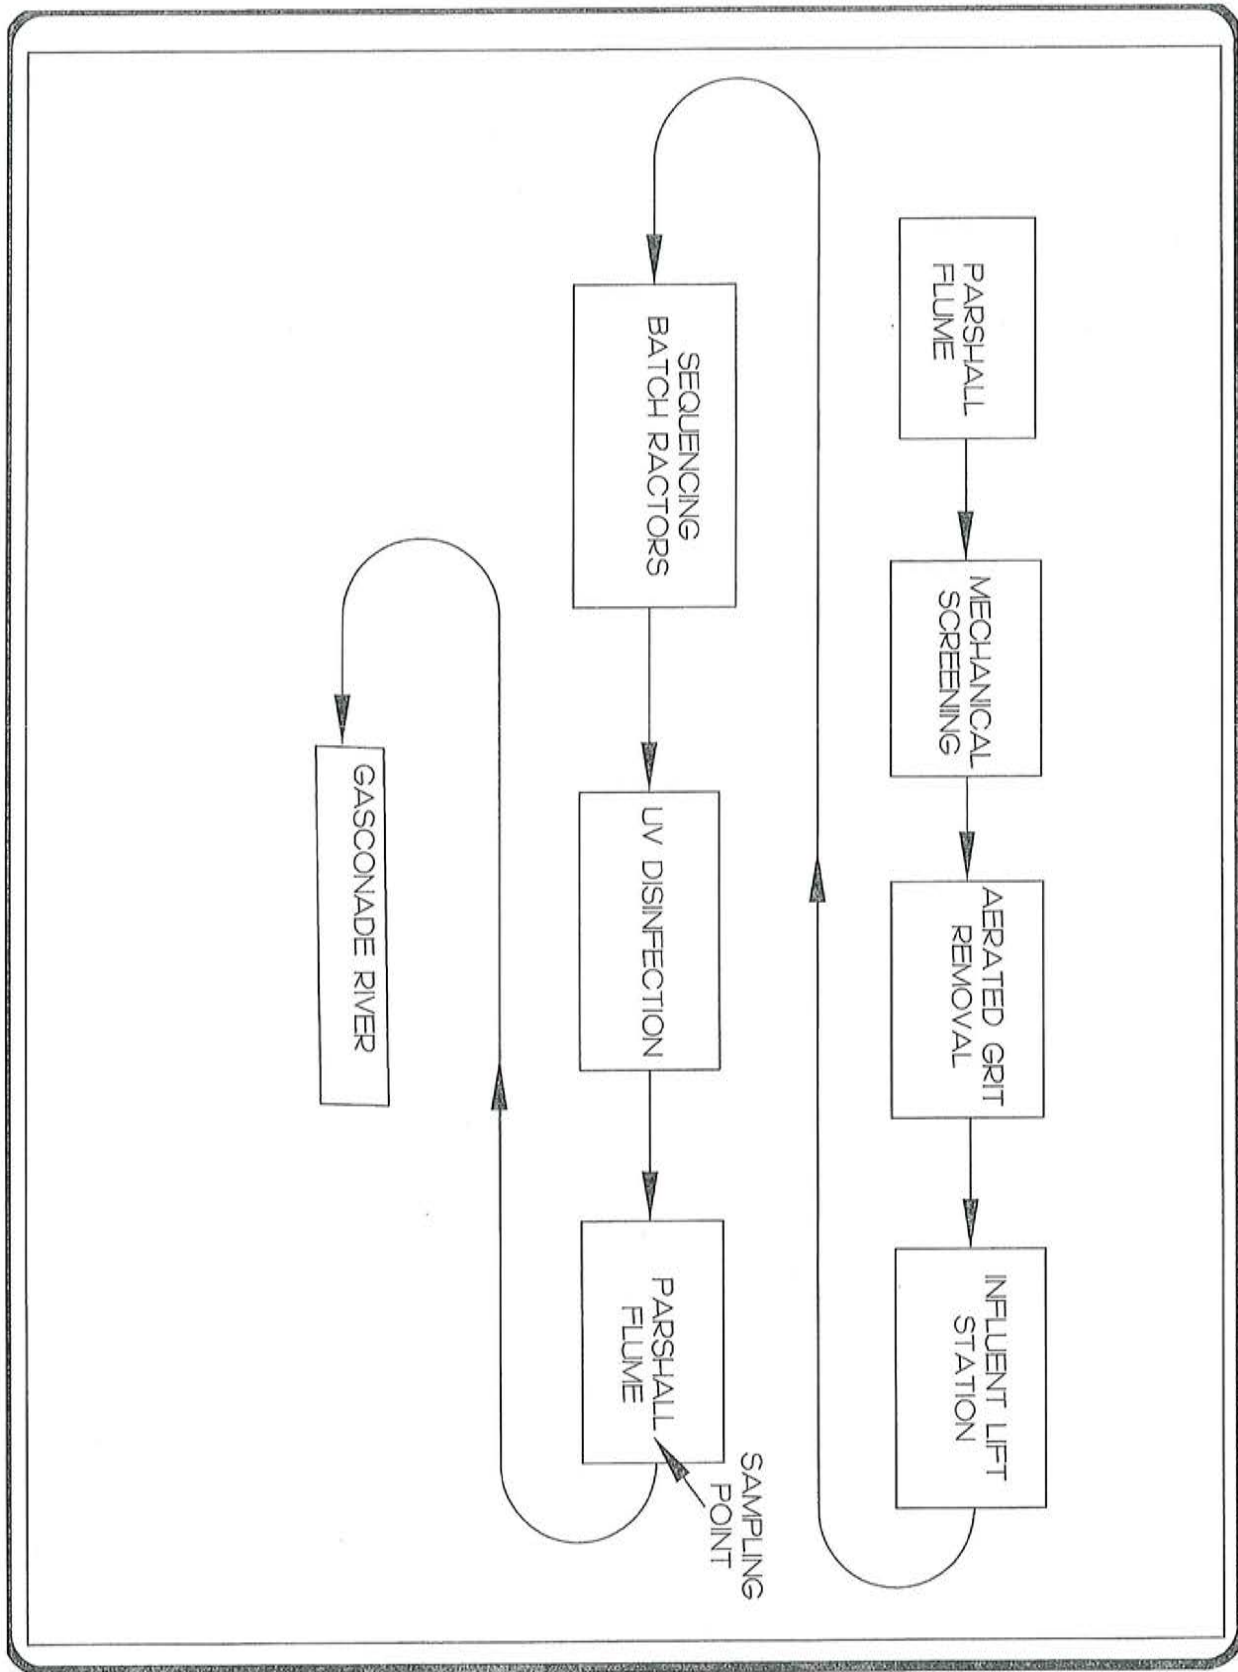 PARSHALL
FLUME
MECHANICAL
SCREENING
AERATED GRIT
REMOVAL
INFLUENT LIFT
STATION
SEQUENCING
BATCH RACTORS
UV DISINFECTION
PARSHALL
FLUME
SAMPLING
POINT
GASCONADE RIVER